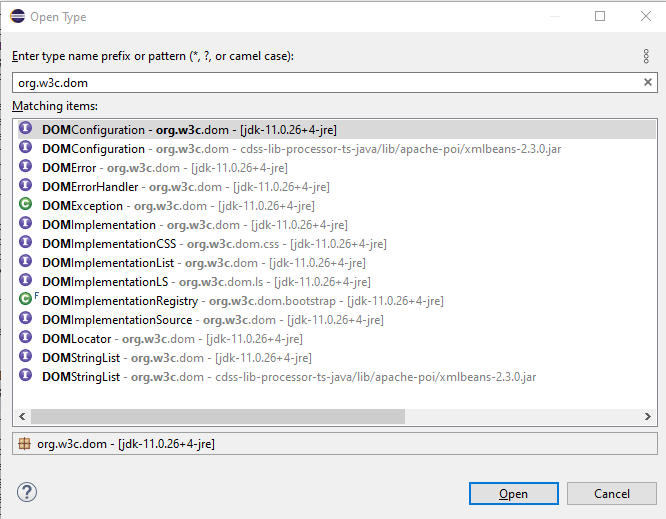 Open Type
Enter type name prefix or pattern (*, ?, or camel case):
org.w3c.dom
Matching items:
DOMConfiguration - org.w3c.dom - [jdk-11.0.26+4-jre]
DOMConfiguration - org.w3c.dom - cdss-lib-processor-ts-java/lib/apache-poi/xmlbeans-2.3.0.jar
DOMError - org.w3c.dom - [jdk-11.0.26+4-jre]
DOMErrorHandler - org.w3c.dom - [jdk-11.0.26+4-jre]
DOMException - org.w3c.dom - [jdk-11.0.26+4-jre]
DOMImplementation - org.w3c.dom - [jdk-11.0.26+4-jre]
DOMImplementationCSS - org.w3c.dom.css - [jdk-11.0.26+4-jre]
DOMImplementationList - org.w3c.dom - [jdk-11.0.26+4-jre]
DOMImplementationLS - org.w3c.dom.ls - [jdk-11.0.26+4-jre]
DOMImplementationRegistry - org.w3c.dom.bootstrap - [jdk-11.0.26+4-jre]
DOMImplementationSource - org.w3c.dom - [jdk-11.0.26+4-jre]
DOMLocator - org.w3c.dom - [jdk-11.0.26+4-jre]
DOMStringList - org.w3c.dom - [jdk-11.0.26+4-jre]
DOMStringList - org.w3c.dom - cdss-lib-processor-ts-java/lib/apache-poi/xmlbeans-2.3.0.jar
org.w3c.dom - [jdk-11.0.26+4-jre]
Open Cancel